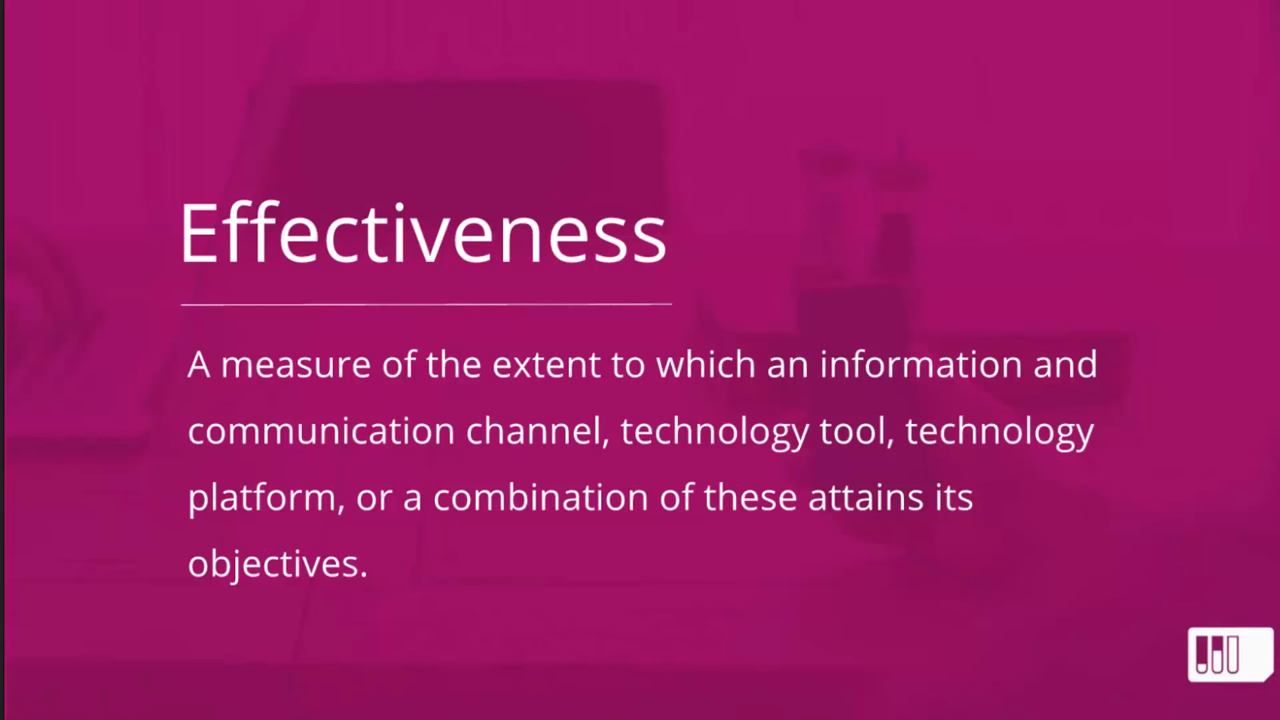 Effectiveness
A measure of the extent to which an information and
communication channel, technology tool, technology
platform, or a combination of these attains its
objectives.